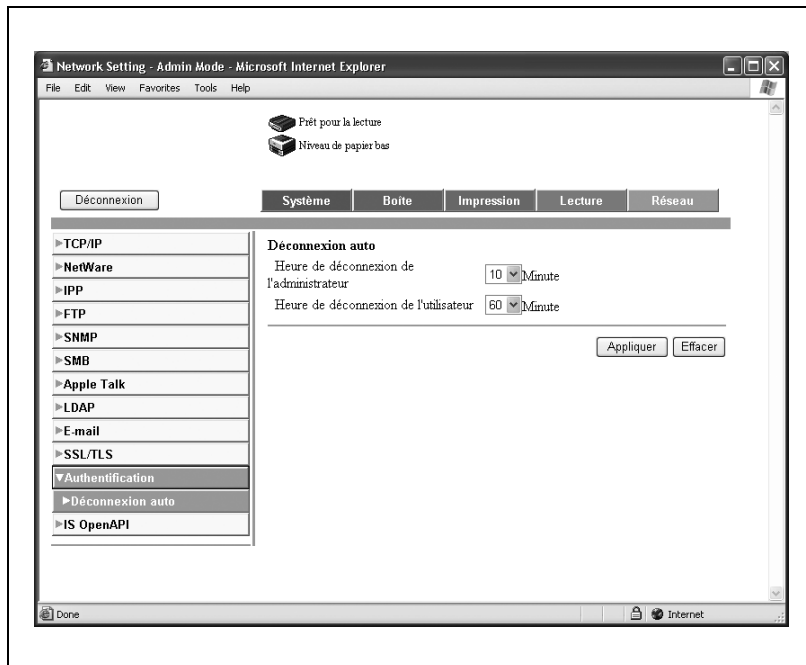 Network Setting - Admin Mode - Microsoft Internet Explorer
File Edit View Favorites Tools Help
Prêt pour la lecture
Niveau de papier bas
Déconnexion
Système Boite Impression Lecture Réseau
TCP/IP
NetWare
IPP
FTP
SNMP
SMB
Apple Talk
LDAP
E-mail
SSL/TLS
Authentification
Déconnexion auto
IS OpenAPI
Déconnexion auto
Heure de déconnexion de
l'administrateur
10 Minute
Heure de déconnexion de l'utilisateur 60 Minute
Appliquer Effacer
Done
Internet